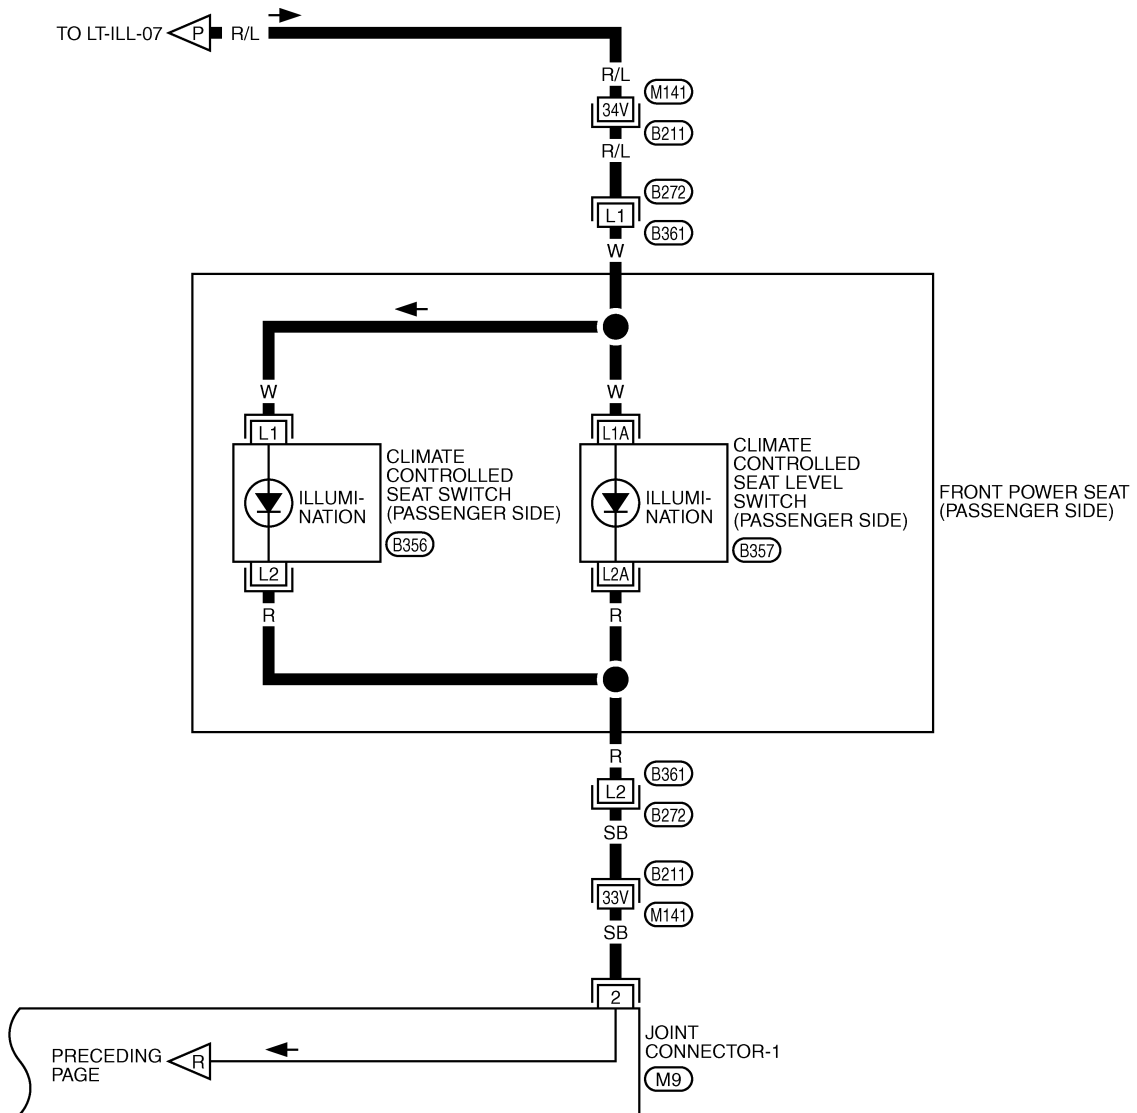 TO LT-ILL-07
P
R/L
R/L
34V
M141
B211
R/L
B272
L1
B361
W
W
W
L1
L1A
ILLUMI-
NATION
CLIMATE
CONTROLLED
SEAT SWITCH
(PASSENGER SIDE)
B356
ILLUMI-
NATION
CLIMATE
CONTROLLED
SEAT LEVEL
SWITCH
(PASSENGER SIDE)
B357
FRONT POWER SEAT
(PASSENGER SIDE)
L2
L2A
R
R
R
B361
L2
B272
SB
B211
33V
M141
SB
2
JOINT
CONNECTOR-1
M9
PRECEDING
PAGE
R